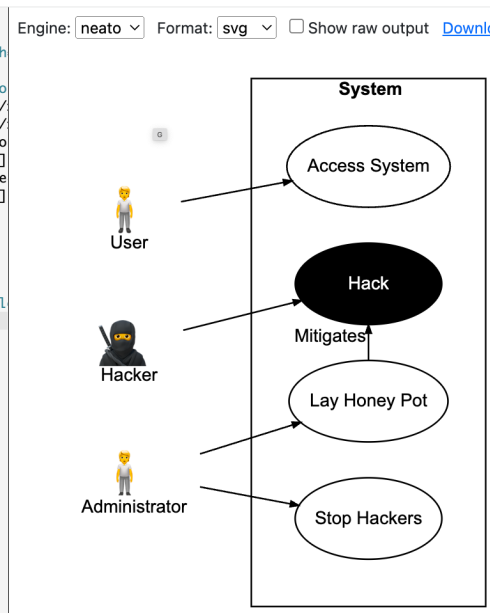 Engine: neato Format: svg Show raw output Downlo
System
G
Access System
User
Hack
Mitigates
Hacker
Lay Honey Pot
Administrator
Stop Hackers